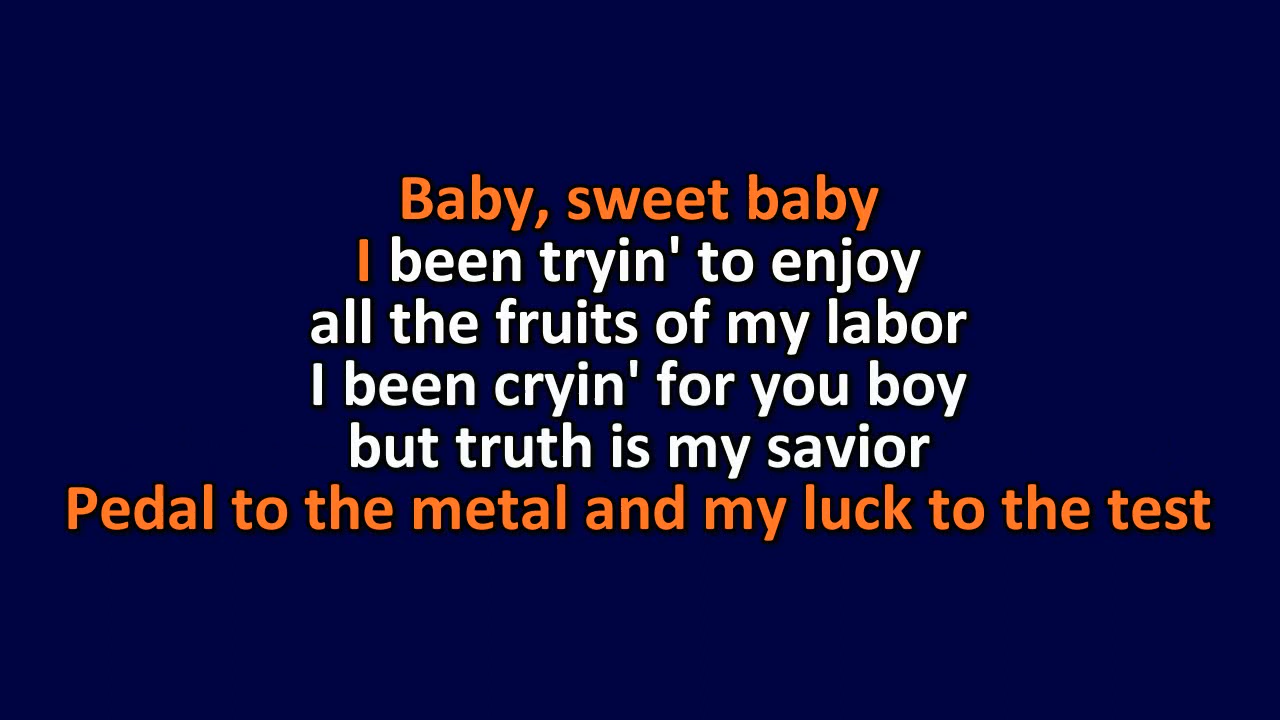 Baby, sweet baby
I been tryin' to enjoy
all the fruits of my labor
I been cryin' for you boy
but truth is my savior
Pedal to the metal and my luck to the test